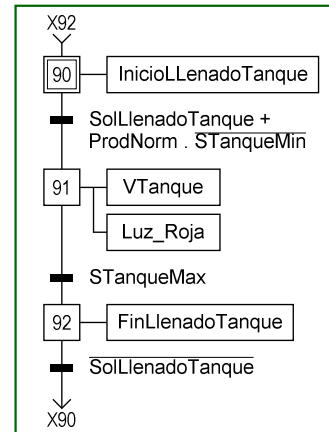 X92
90 InicioLLenadoTanque
SolLlenadoTanque +
ProdNorm . STanqueMin
91 VTanque
Luz_Roja
STanqueMax
92 FinLlenadoTanque
SolLlenadoTanque
X90